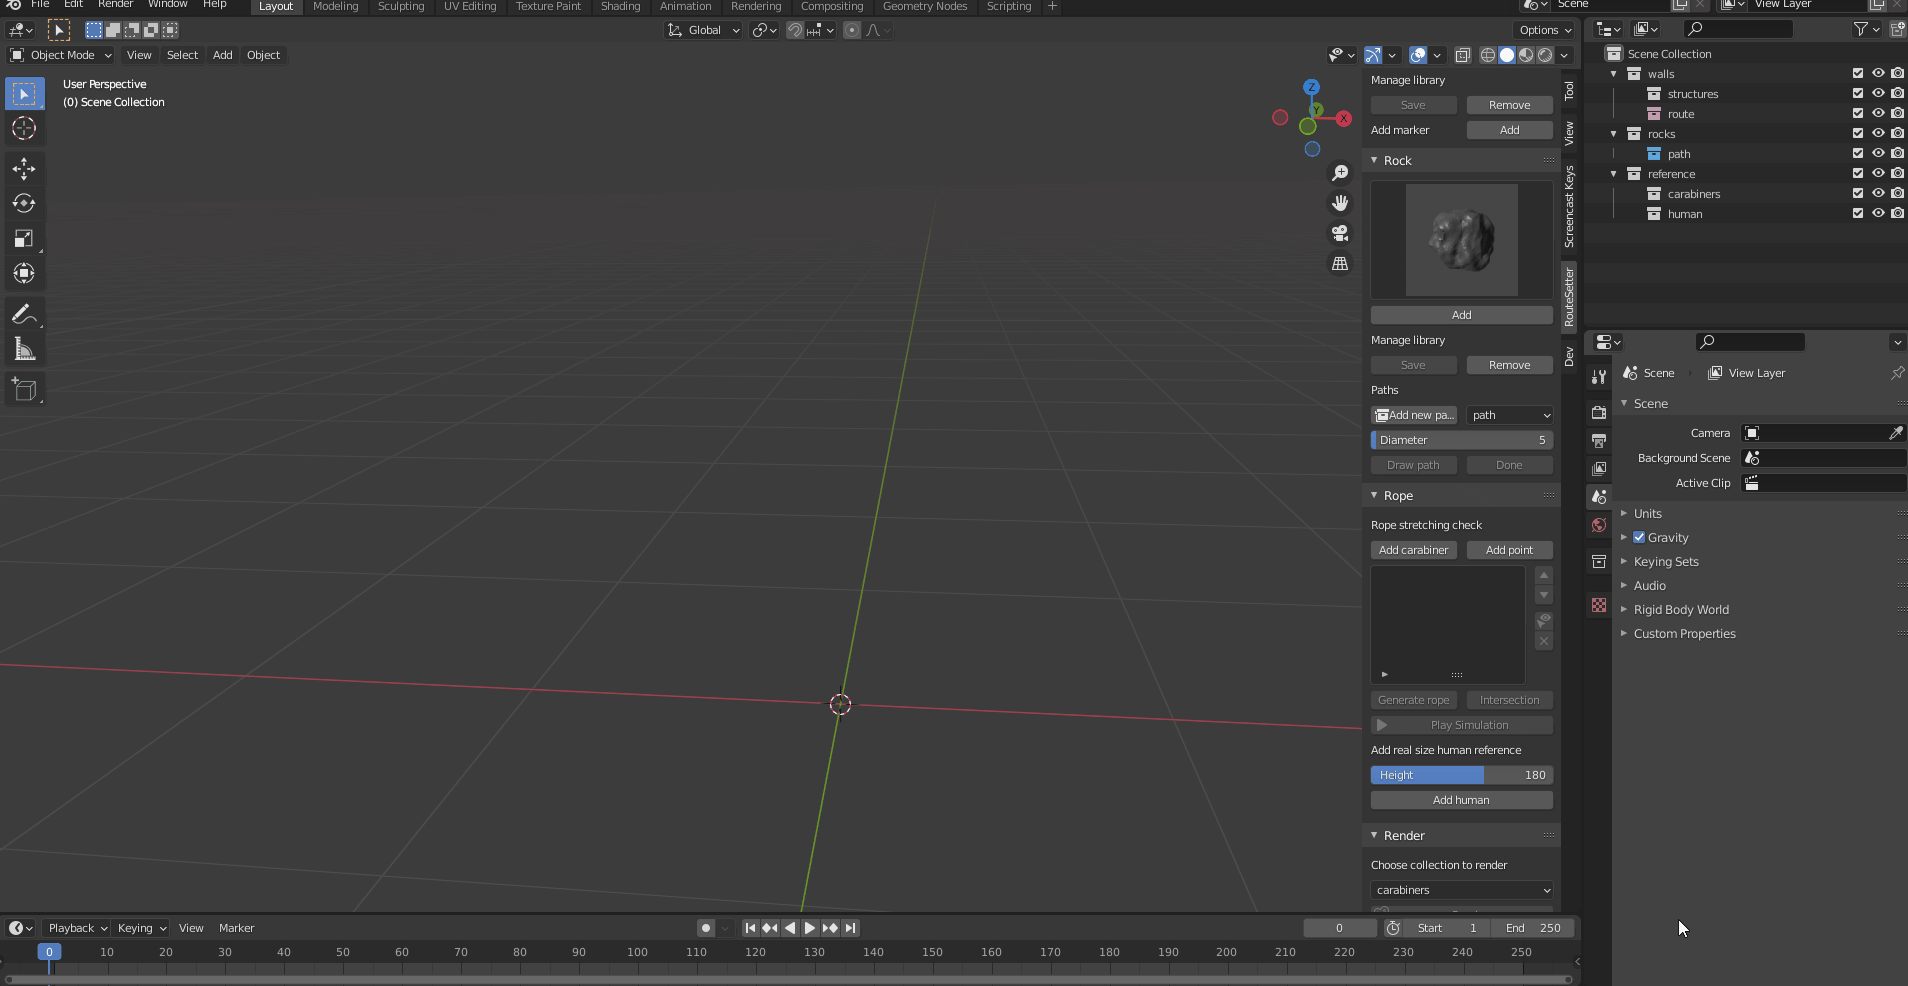 File Edit Render Window Help Layout Modeling Sculpting UV Editing Texture Paint Shading Animation Rendering Compositing Geometry Nodes Scripting + Scene View Layer
Global Options
Object Mode View Select Add Object
User Perspective
(0) Scene Collection
Z
Y
X
Manage library
Save Remove
Add marker Add
Rock
Add
Manage library
Save Remove
Paths
Add new pa... path
Diameter 5
Draw path Done
Rope
Rope stretching check
Add carabiner Add point
Generate rope Intersection
Play Simulation
Add real size human reference
Height 180
Add human
Render
Choose collection to render
carabiners
Tool
View
Screencast Keys
RouteSetter
Dev
Scene Collection
walls
structures
route
rocks
path
reference
carabiners
human
Scene View Layer
Scene
Camera
Background Scene
Active Clip
Units
Gravity
Keying Sets
Audio
Rigid Body World
Custom Properties
Playback Keying View Marker 0 Start 1 End 250
0 10 20 30 40 50 60 70 80 90 100 110 120 130 140 150 160 170 180 190 200 210 220 230 240 250